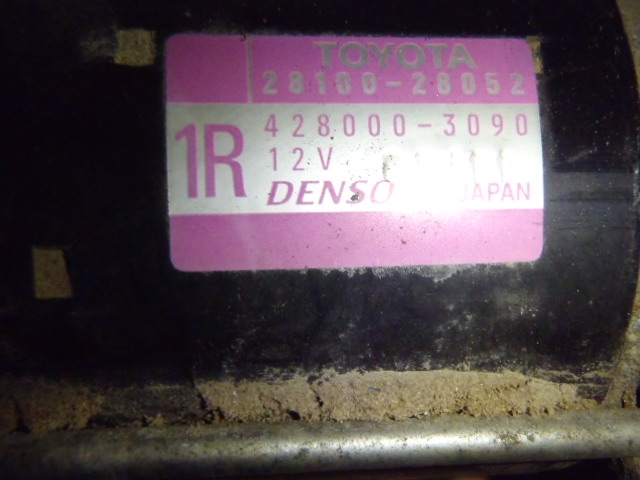 TOYOTA
28100-28052
1R
428000-3090
12V
DENSO JAPAN